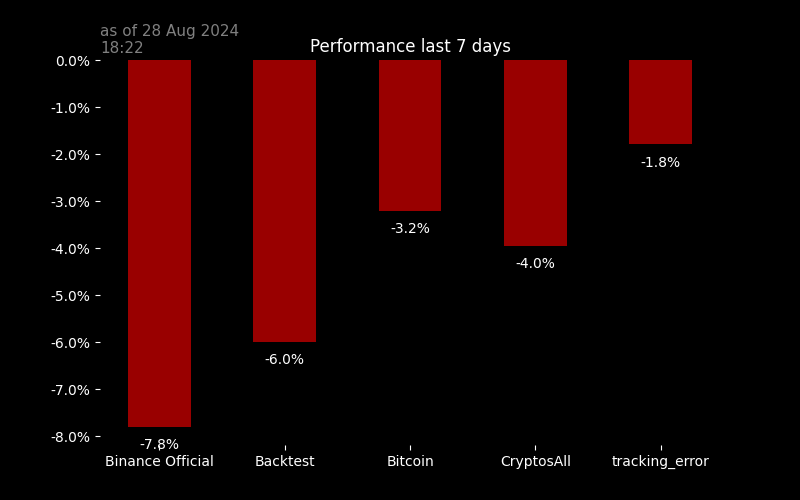 as of 28 Aug 2024
18:22
Performance last 7 days
0.0%
-1.0%
-2.0%
-3.0%
-4.0%
-5.0%
-6.0%
-7.0%
-8.0%
-7.8%
-6.0%
-3.2%
-4.0%
-1.8%
Binance Official
Backtest
Bitcoin
CryptosAll
tracking_error